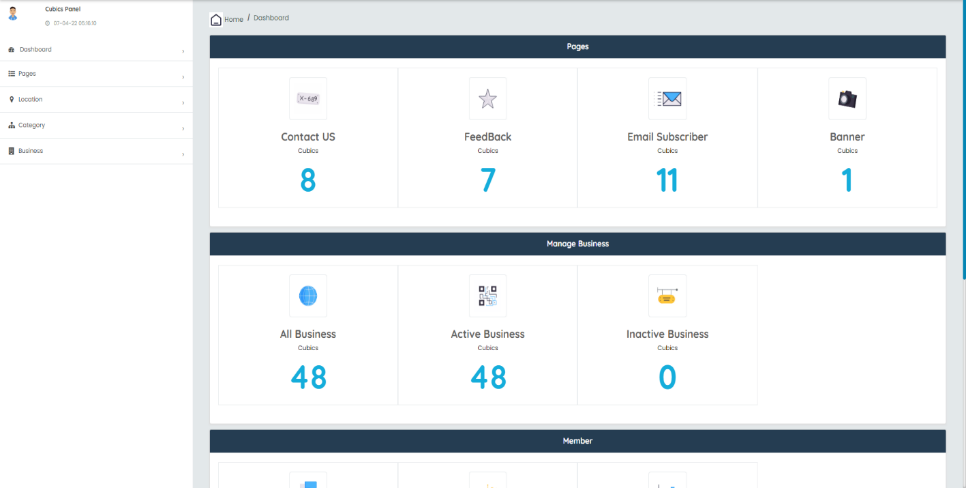 Cubics Panel
07-04-22 05:16:10
Dashboard
Pages
Location
Category
Business
Home / Dashboard
Pages
K-659
Contact US
Cubics
8
FeedBack
Cubics
7
Email Subscriber
Cubics
11
Banner
Cubics
1
Manage Business
All Business
Cubics
48
Active Business
Cubics
48
Inactive Business
Cubics
0
Member